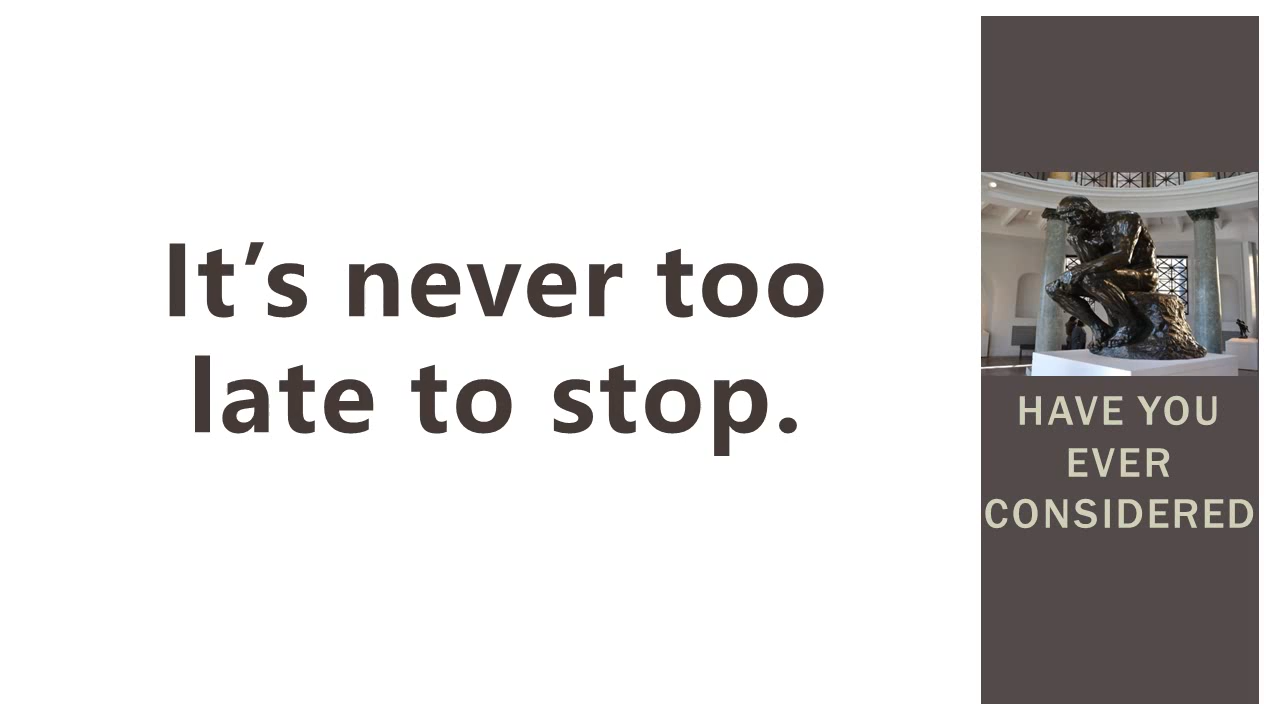 It’s never too
late to stop.
HAVE YOU
EVER
CONSIDERED